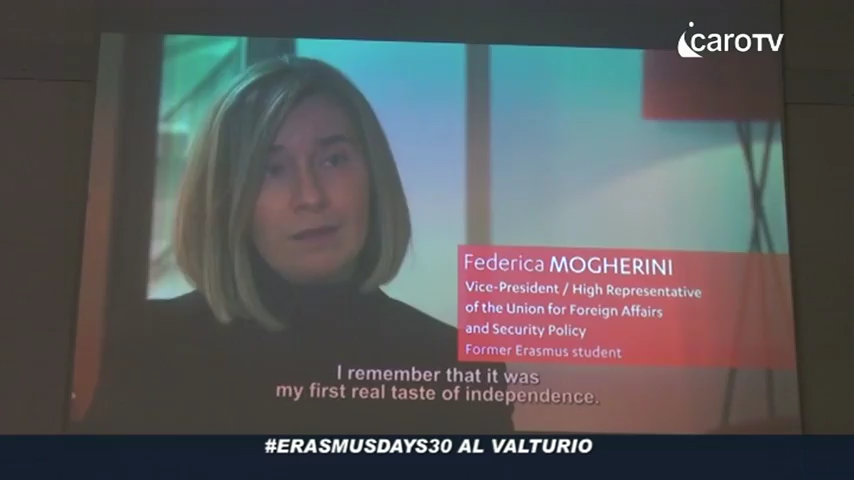 icaroTV
Federica MOGHERINI
Vice-President / High Representative
of the Union for Foreign Affairs
and Security Policy
Former Erasmus student
I remember that it was
my first real taste of independence.
#ERASMUSDAYS30 AL VALTURIO